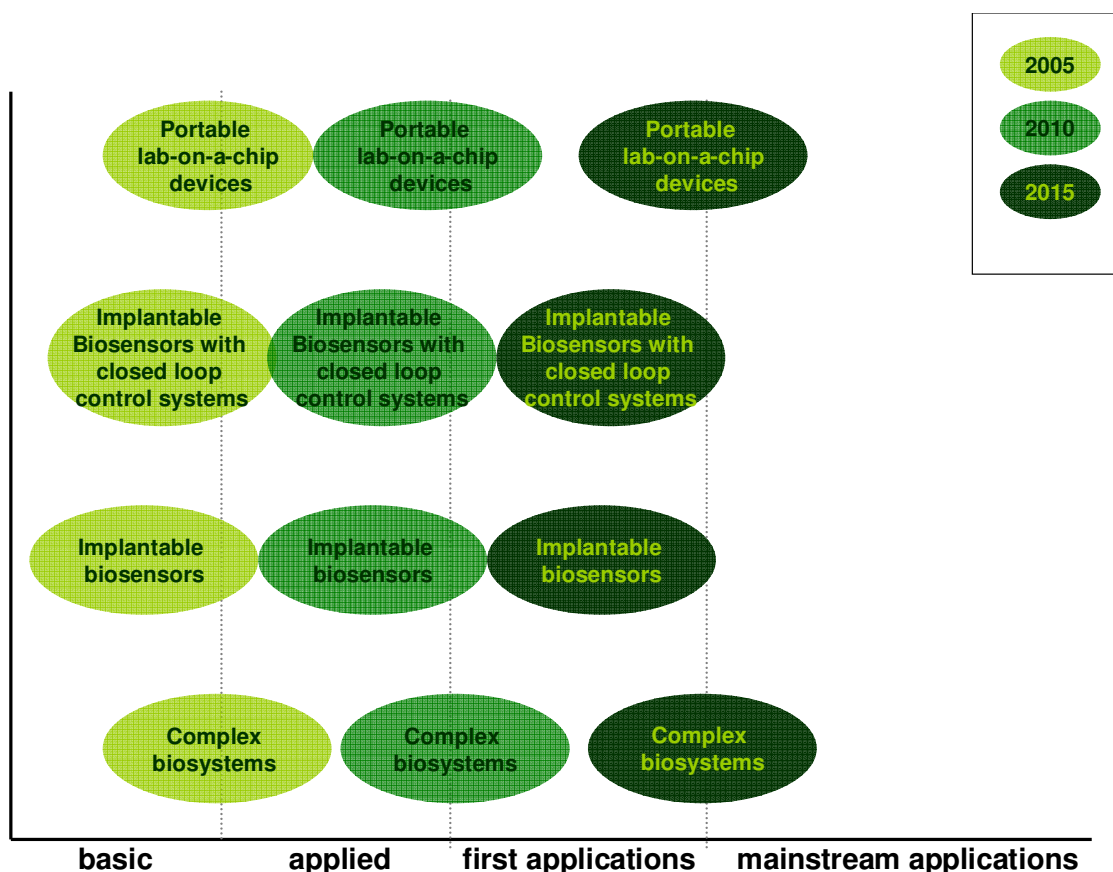 2005
2010
2015
Portable
lab-on-a-chip
devices
Portable
lab-on-a-chip
devices
Portable
lab-on-a-chip
devices
Implantable
Biosensors with
closed loop
control systems
Implantable
Biosensors with
closed loop
control systems
Implantable
Biosensors with
closed loop
control systems
Implantable
biosensors
Implantable
biosensors
Implantable
biosensors
Complex
biosystems
Complex
biosystems
Complex
biosystems
basic applied first applications mainstream applications